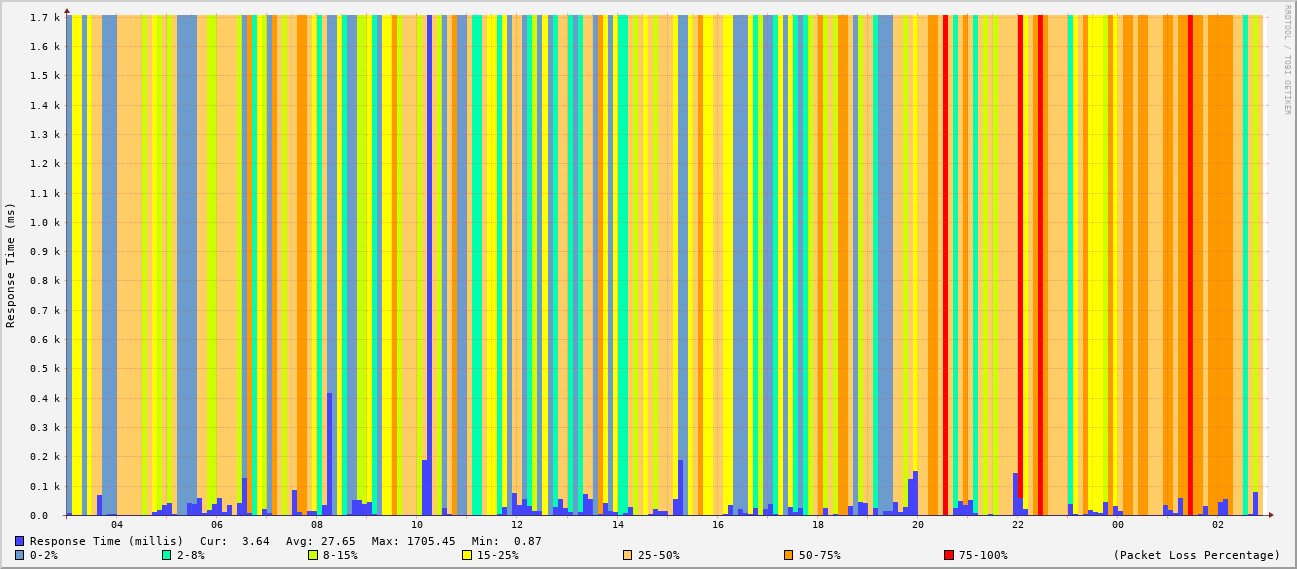 1.7 k
1.6 k
1.5 k
1.4 k
1.3 k
1.2 k
1.1 k
1.0 k
0.9 k
0.8 k
0.7 k
0.6 k
0.5 k
0.4 k
0.3 k
0.2 k
0.1 k
0.0
Response Time (ms)
RRDTOOL / TOBI OETIKER
04 06 08 10 12 14 16 18 20 22 00 02
Response Time (millis) Cur: 3.64 Avg: 27.65 Max: 1705.45 Min: 0.87
0-2% 2-8% 8-15% 15-25% 25-50% 50-75% 75-100% (Packet Loss Percentage)